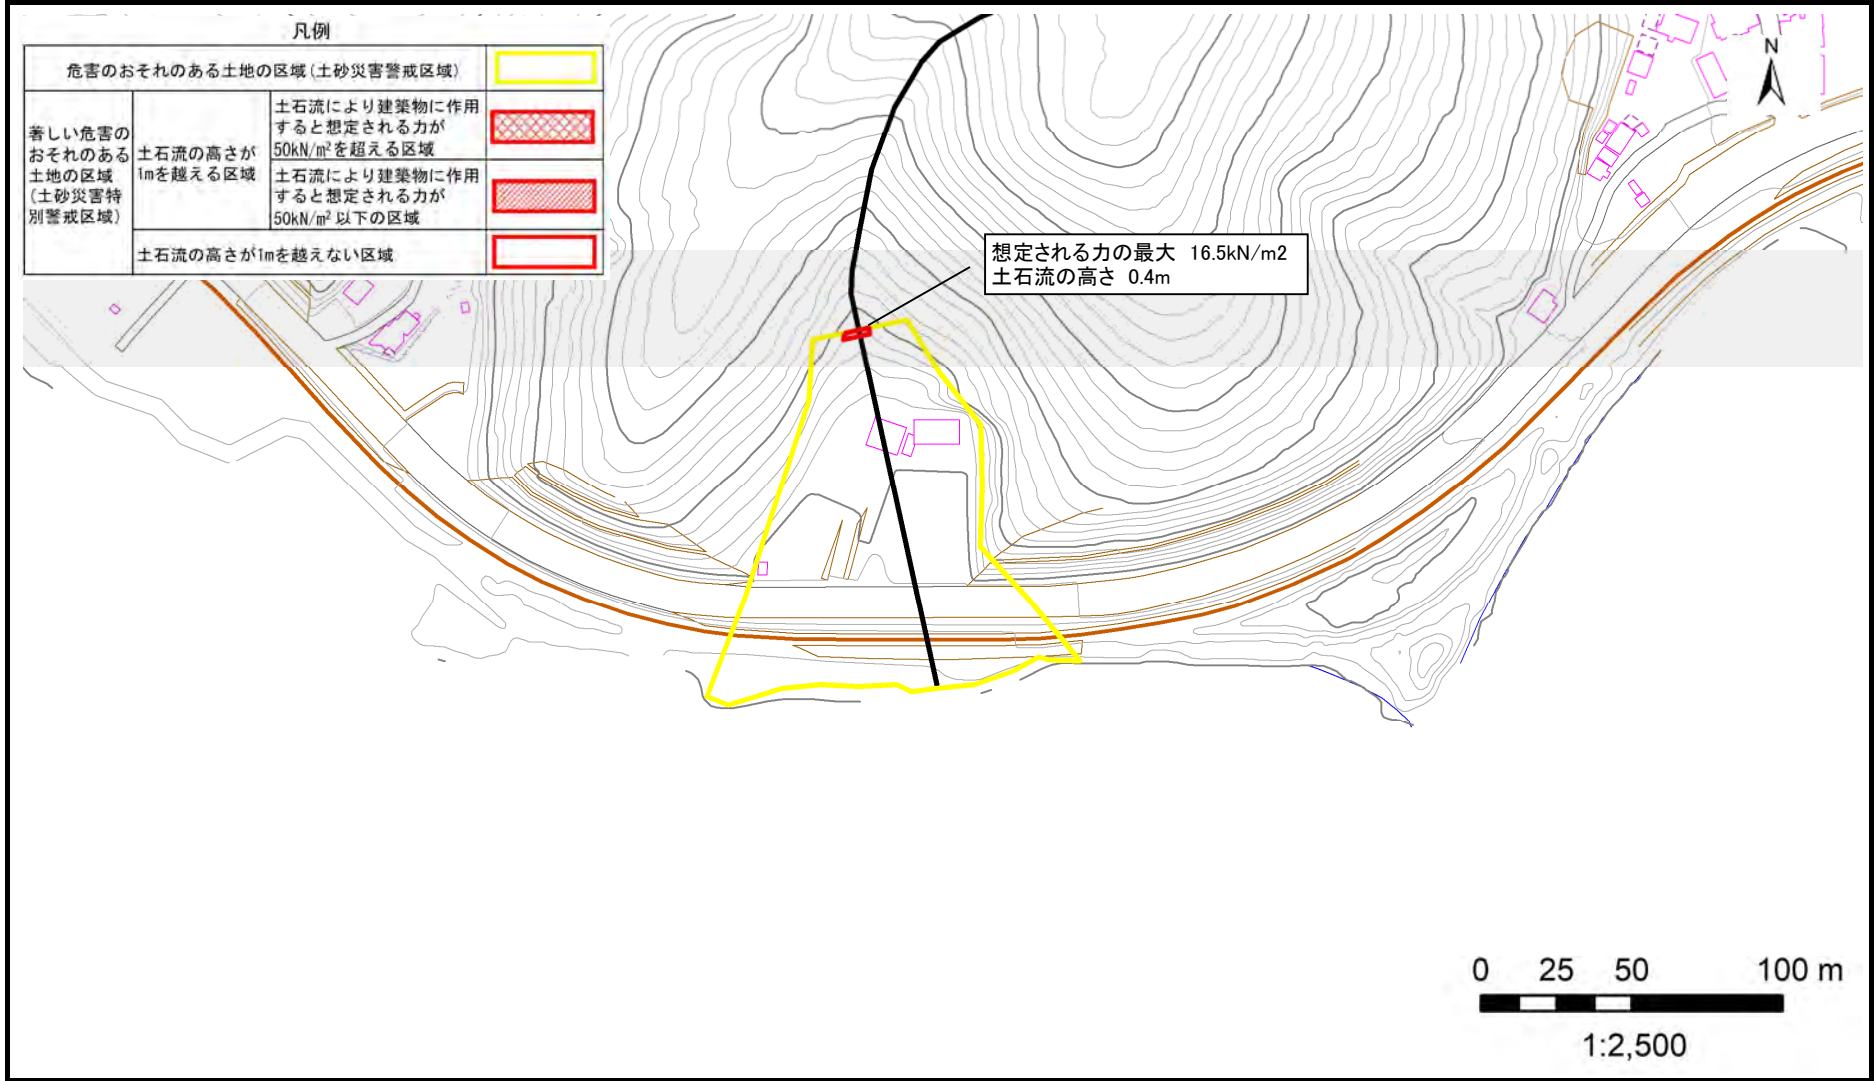 凡例
危害のおそれのある土地の区域(土砂災害警戒区域)
著しい危害の
おそれのある
土地の区域
(土砂災害特
別警戒区域)
土石流の高さが
1mを越える区域
土石流により建築物に作用
すると想定される力が
50kN/m²を超える区域
土石流により建築物に作用
すると想定される力が
50kN/m²以下の区域
土石流の高さが1mを越えない区域
想定される力の最大 16.5kN/m2
土石流の高さ 0.4m
N
0 25 50 100 m
1:2,500